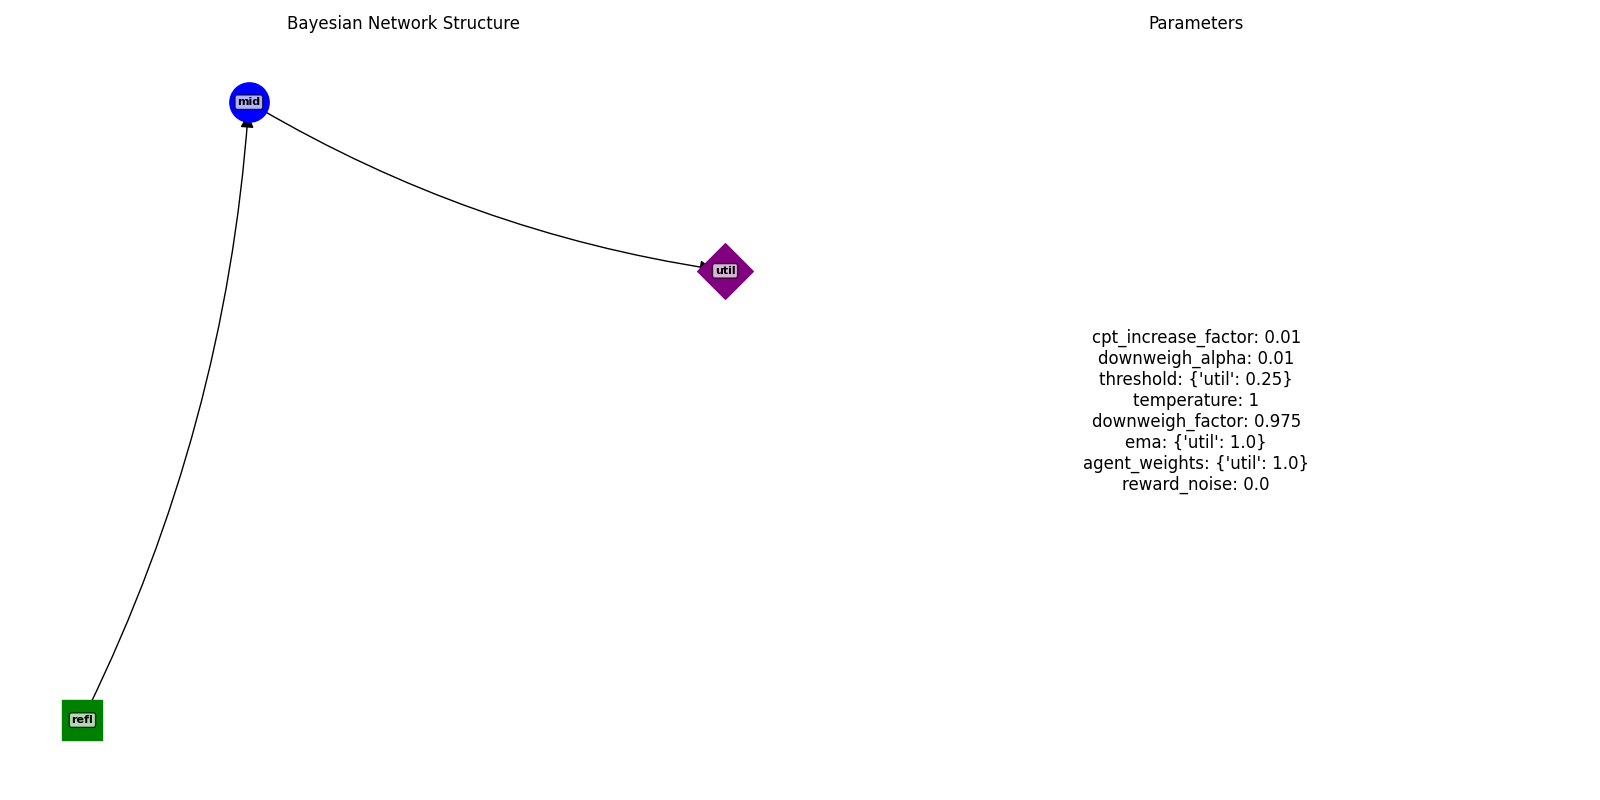 Bayesian Network Structure
Parameters
mid
util
refl
cpt_increase_factor: 0.01
downweigh_alpha: 0.01
threshold: {'util': 0.25}
temperature: 1
downweigh_factor: 0.975
ema: {'util': 1.0}
agent_weights: {'util': 1.0}
reward_noise: 0.0